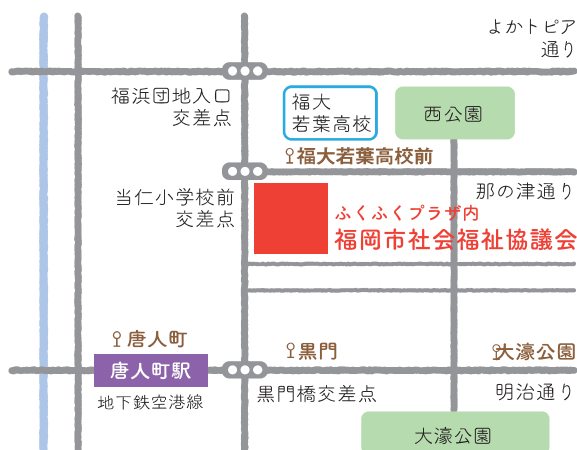 よかトピア
通り
福浜団地入口
交差点
福大
若葉高校
西公園
福大若葉高校前
当仁小学校前
交差点
那の津通り
ふくふくプラザ内
福岡市社会福祉協議会
唐人町
黒門
大濠公園
唐人町駅
地下鉄空港線
黒門橋交差点
明治通り
大濠公園